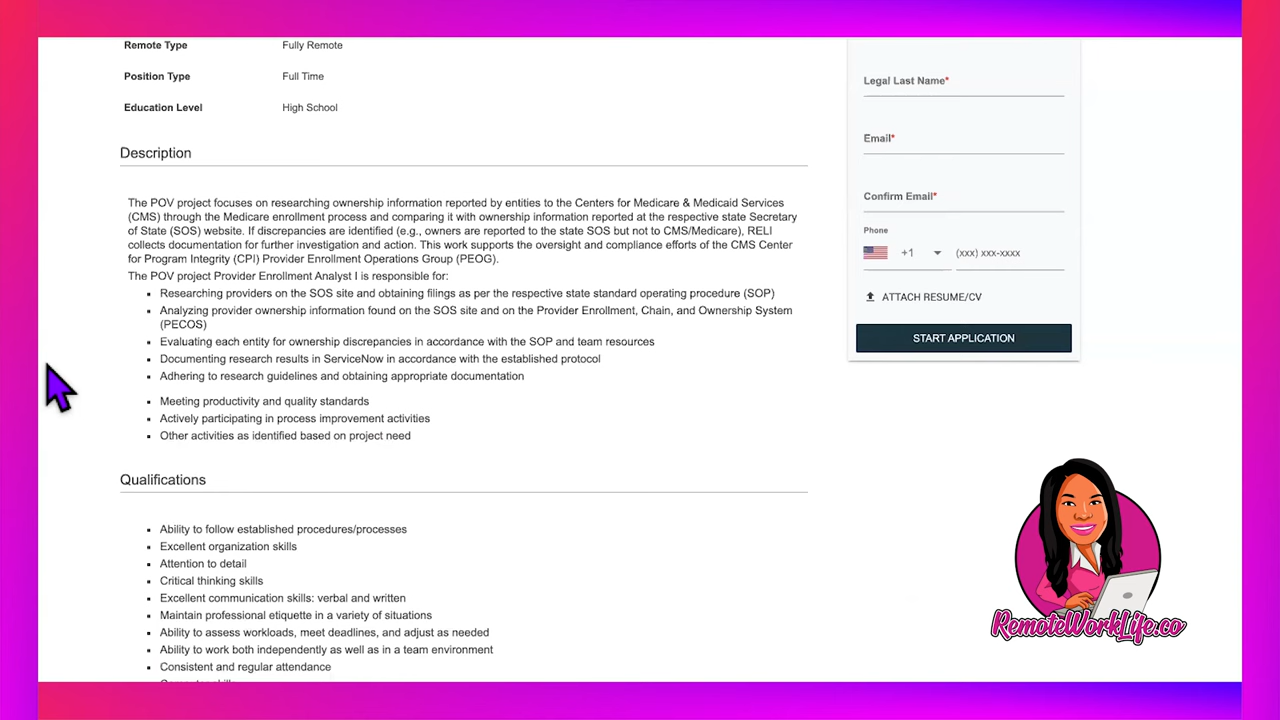 Remote Type Fully Remote
Position Type Full Time
Education Level High School
Description
The POV project focuses on researching ownership information reported by entities to the Centers for Medicare & Medicaid Services
(CMS) through the Medicare enrollment process and comparing it with ownership information reported at the respective state Secretary
of State (SOS) website. If discrepancies are identified (e.g., owners are reported to the state SOS but not to CMS/Medicare), RELI
collects documentation for further investigation and action. This work supports the oversight and compliance efforts of the CMS Center
for Program Integrity (CPI) Provider Enrollment Operations Group (PEOG).
The POV project Provider Enrollment Analyst I is responsible for:
▪ Researching providers on the SOS site and obtaining filings as per the respective state standard operating procedure (SOP)
▪ Analyzing provider ownership information found on the SOS site and on the Provider Enrollment, Chain, and Ownership System
(PECOS)
▪ Evaluating each entity for ownership discrepancies in accordance with the SOP and team resources
▪ Documenting research results in ServiceNow in accordance with the established protocol
▪ Adhering to research guidelines and obtaining appropriate documentation
▪ Meeting productivity and quality standards
▪ Actively participating in process improvement activities
▪ Other activities as identified based on project need
Qualifications
▪ Ability to follow established procedures/processes
▪ Excellent organization skills
▪ Attention to detail
▪ Critical thinking skills
▪ Excellent communication skills: verbal and written
▪ Maintain professional etiquette in a variety of situations
▪ Ability to assess workloads, meet deadlines, and adjust as needed
▪ Ability to work both independently as well as in a team environment
▪ Consistent and regular attendance
Legal Last Name*
Email*
Confirm Email*
Phone
+1 (xxx) xxx-xxxx
ATTACH RESUME/CV
START APPLICATION
RemoteWorkLife.co